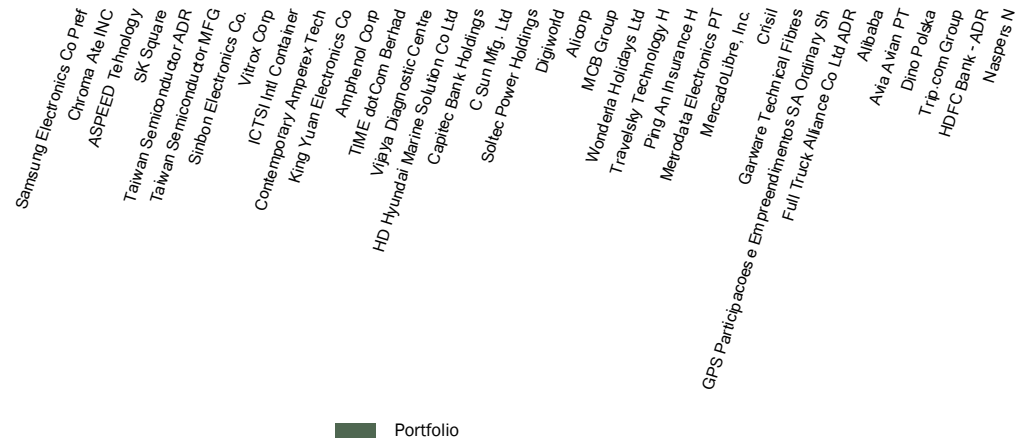 Samsung Electronics Co Pref
Chroma Ate INC
ASPEED Tehnology
SK Square
Taiwan Semiconductor ADR
Taiwan Semiconductor MFG
Sinbon Electronics Co.
Vitrox Corp
ICTSI Intl Container
Contemporary Amperex Tech
King Yuan Electronics Co
Amphenol Corp
TIME dotCom Berhad
Vijaya Diagnostic Centre
HD Hyundai Marine Solution Co Ltd
Capitec Bank Holdings
C Sun Mfg. Ltd
Soltec Power Holdings
Digiworld
Alicorp
MCB Group
Wonderla Holidays Ltd
Travelsky Technology H
Ping An Insurance H
Metrodata Electronics PT
MercadoLibre, Inc.
Crisil
Garware Technical Fibres
GPS Participacoes e Empreendimentos SA Ordinary Sh
Full Truck Alliance Co Ltd ADR
Alibaba
Avia Avian PT
Dino Polska
Trip.com Group
HDFC Bank - ADR
Naspers N
Portfolio